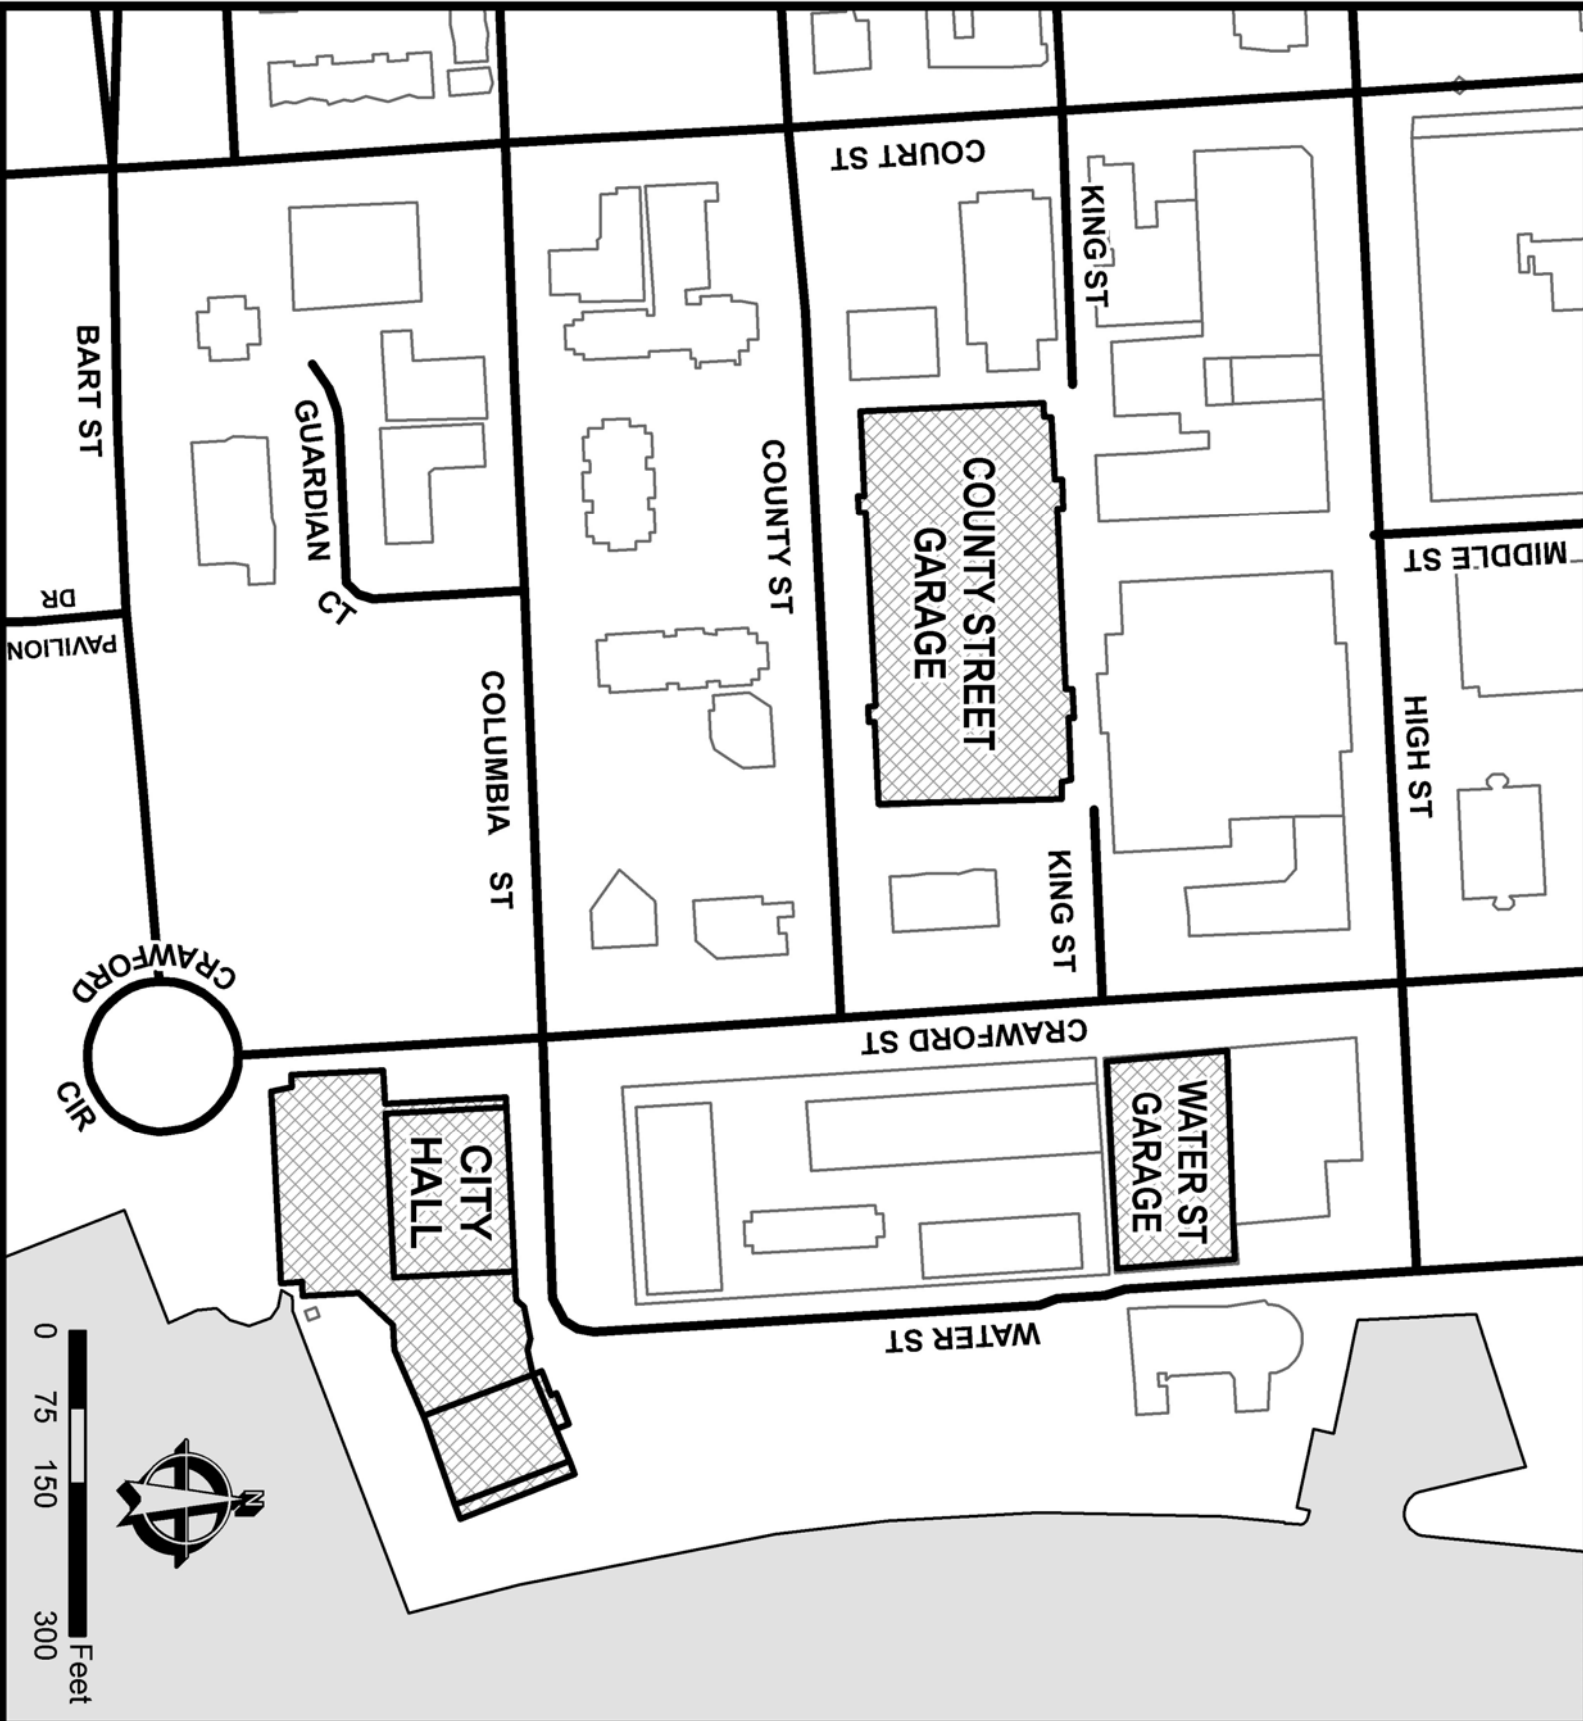 COURT ST
KING ST
BART ST
GUARDIAN
CT
COUNTY ST
COUNTY STREET
GARAGE
MIDDLE ST
PAVILION
DR
COLUMBIA ST
HIGH ST
KING ST
CRAWFORD
CIR
CRAWFORD ST
CITY
HALL
WATER ST
GARAGE
WATER ST
0 75 150 300
Feet
N